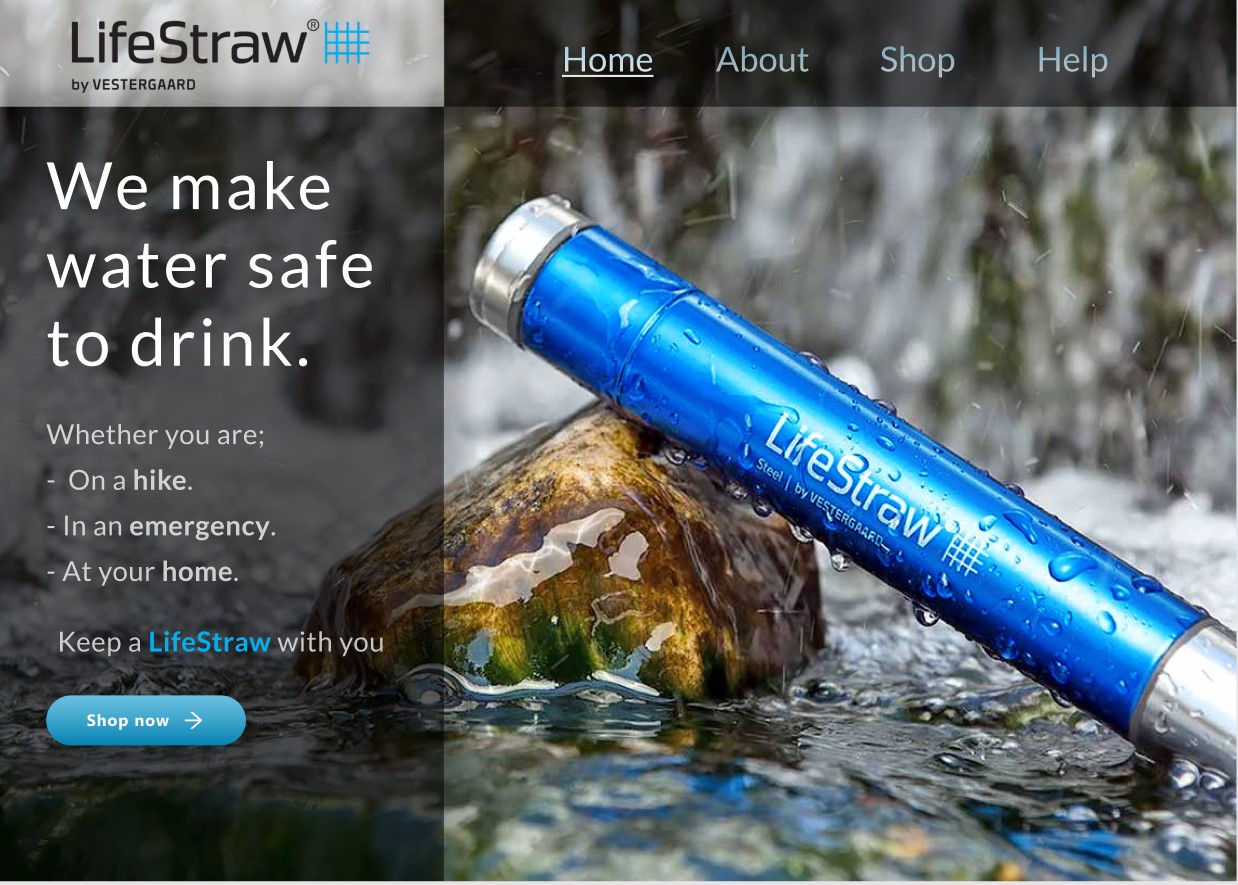 LifeStraw®
by VESTERGAARD
Home About Shop Help
We make
water safe
to drink.
Whether you are;
- On a hike.
- In an emergency.
- At your home.
Keep a LifeStraw with you
Shop now →
LifeStraw
Steel | by VESTERGAARD